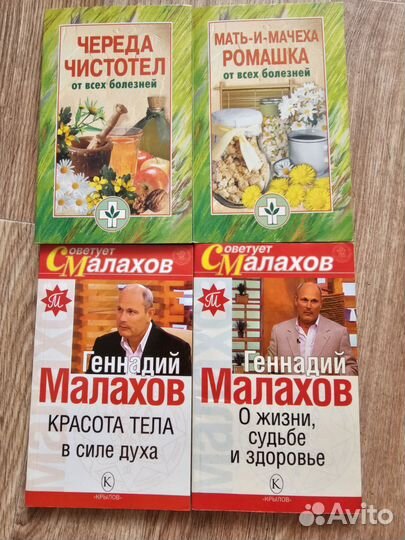 ЧЕРЕДА
ЧИСТОТЕЛ
от всех болезней
МАТЬ-И-МАЧЕХА
РОМАШКА
от всех болезней
Советует
Малахов
М
Геннадий
МАЛАХОВ
КРАСОТА ТЕЛА
в силе духа
К
«КРЫЛОВ»
Советует
Малахов
М
Геннадий
МАЛАХОВ
О жизни,
судьбе
и здоровье
К
«КРЫЛОВ»
Avito